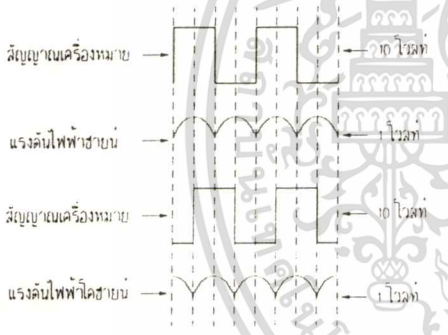 สัญญาณเครื่องหมาย 10 โวลท์
แรงดันไฟฟ้าฮายน์ 1 โวลท์
สัญญาณเครื่องหมาย 10 โวลท์
แรงดันไฟฟ้าโคฮายน์ 1 โวลท์